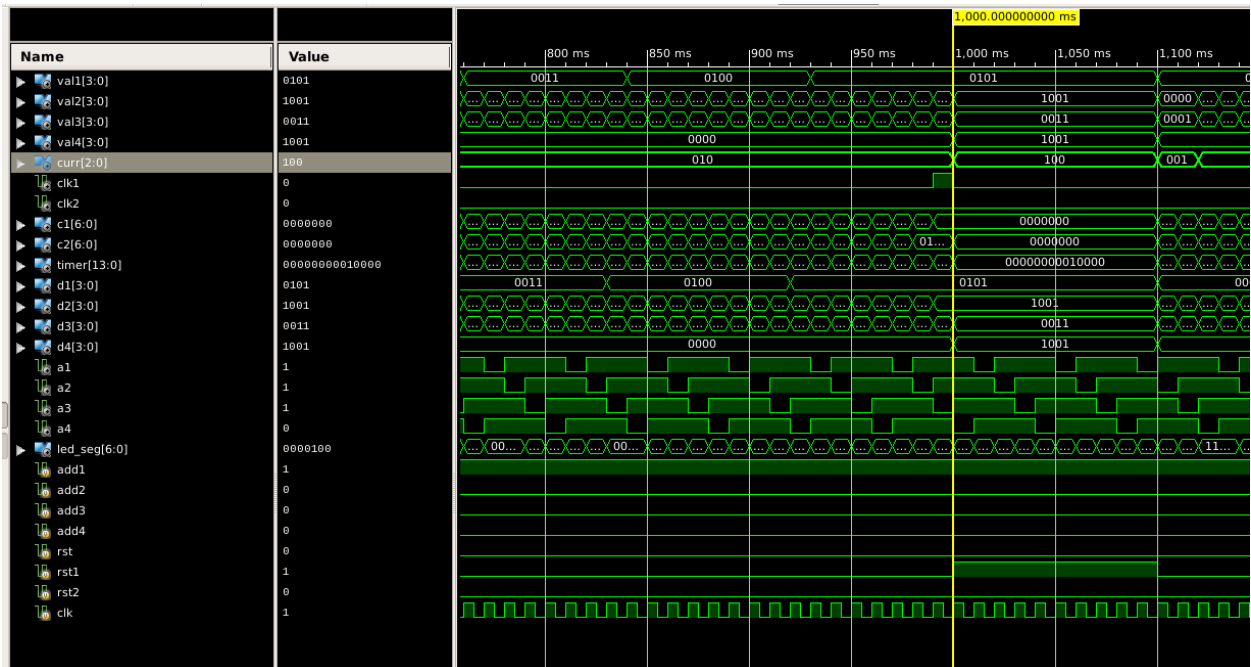 1,000.000000000 ms
Name Value 800 ms 850 ms 900 ms 950 ms 1,000 ms 1,050 ms 1,100 ms
val1[3:0] 0101 0011 0100 0101 0
val2[3:0] 1001 ... ... ... ... ... ... ... ... ... ... ... ... ... ... ... ... ... ... ... ... ... ... ... ... 1001 0000 ... ...
val3[3:0] 0011 ... ... ... ... ... ... ... ... ... ... ... ... ... ... ... ... ... ... ... ... ... ... ... ... 0011 0001 ... ...
val4[3:0] 1001 0000 1001
curr[2:0] 100 010 100 001
clk1 0
clk2 0
c1[6:0] 0000000 ... ... ... ... ... ... ... ... ... ... ... ... ... ... ... ... ... ... ... ... ... ... ... 0000000 ... ... ... ...
c2[6:0] 0000000 ... ... ... ... ... ... ... ... ... ... ... ... ... ... ... ... ... ... ... ... ... ... 01... 0000000 ... ... ... ...
timer[13:0] 00000000010000 ... ... ... ... ... ... ... ... ... ... ... ... ... ... ... ... ... ... ... ... ... ... ... ... 00000000010000 ... ... ... ...
d1[3:0] 0101 0011 0100 0101 00
d2[3:0] 1001 ... ... ... ... ... ... ... ... ... ... ... ... ... ... ... ... ... ... ... ... ... ... ... 1001 ... ... ... ...
d3[3:0] 0011 ... ... ... ... ... ... ... ... ... ... ... ... ... ... ... ... ... ... ... ... ... ... ... ... 0011 ... ... ... ...
d4[3:0] 1001 0000 1001
a1 1
a2 1
a3 1
a4 0
led_seg[6:0] 0000100 ... 00... ... ... ... 00... ... ... ... ... ... ... ... ... ... ... ... ... ... ... ... ... ... ... ... ... ... ... ... ... ... ... ... 11... ...
add1 1
add2 0
add3 0
add4 0
rst 0
rst1 1
rst2 0
clk 1